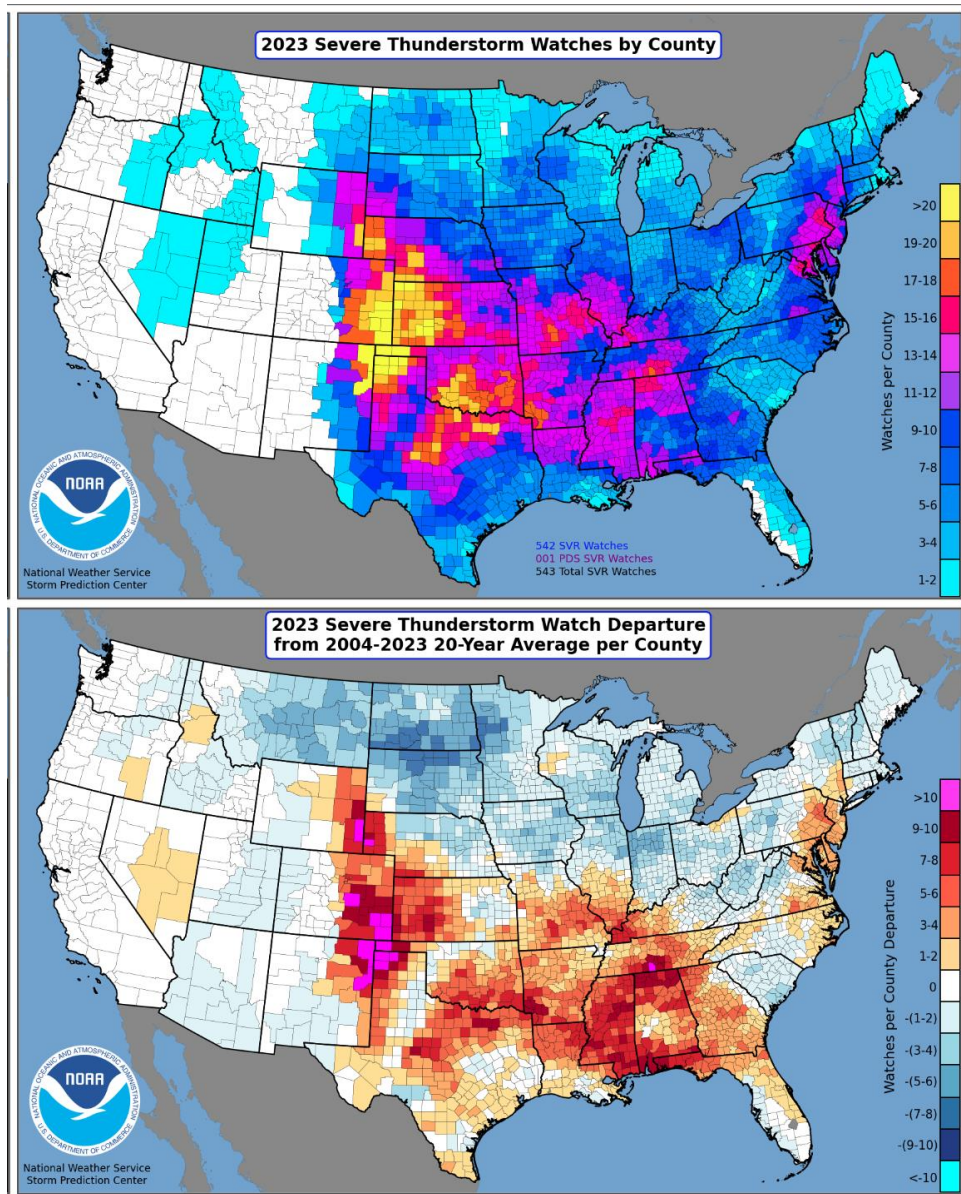 2023 Severe Thunderstorm Watches by County
>20
19-20
17-18
15-16
13-14
11-12
9-10
7-8
5-6
3-4
1-2
Watches per County
NATIONAL OCEANIC AND ATMOSPHERIC ADMINISTRATION
NOAA
U.S. DEPARTMENT OF COMMERCE
National Weather Service
Storm Prediction Center
542 SVR Watches
001 PDS SVR Watches
543 Total SVR Watches
2023 Severe Thunderstorm Watch Departure
from 2004-2023 20-Year Average per County
>10
9-10
7-8
5-6
3-4
1-2
0
-(1-2)
-(3-4)
-(5-6)
-(7-8)
-(9-10)
<-10
Watches per County Departure
NATIONAL OCEANIC AND ATMOSPHERIC ADMINISTRATION
NOAA
U.S. DEPARTMENT OF COMMERCE
National Weather Service
Storm Prediction Center